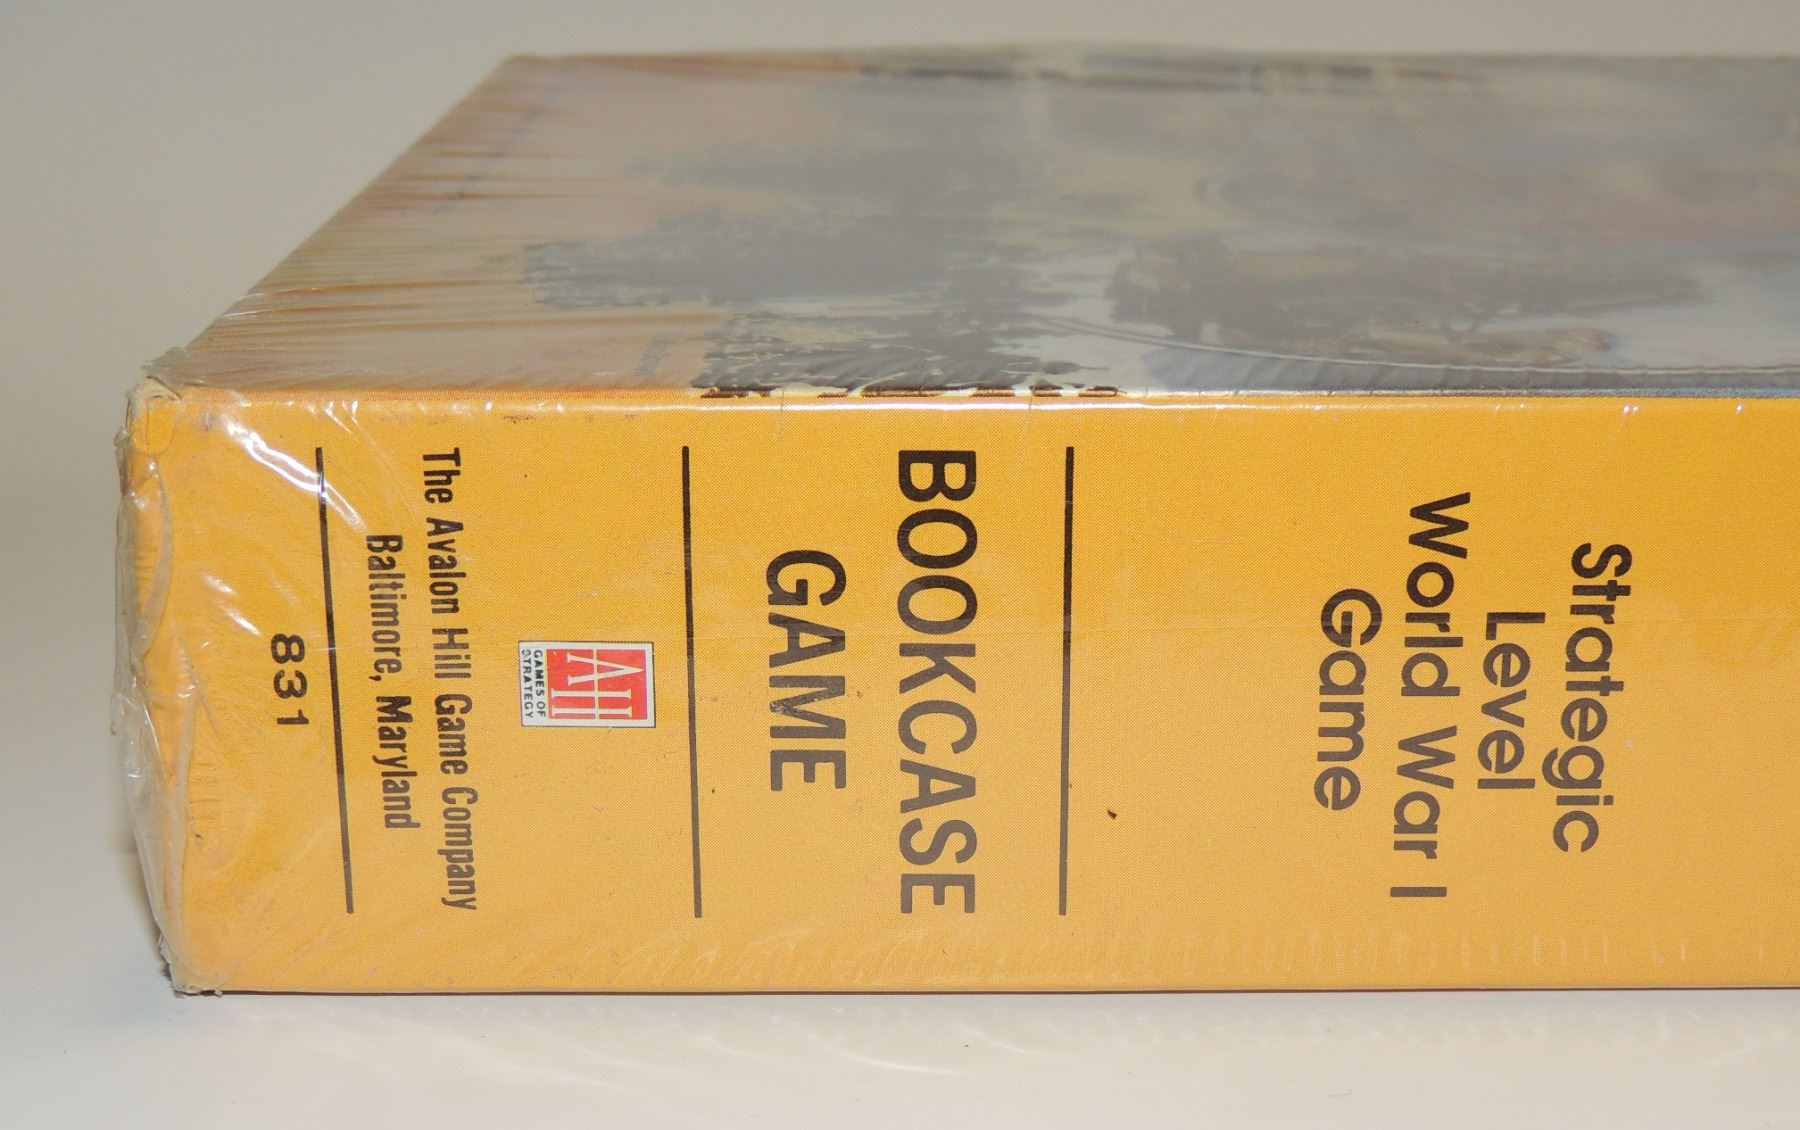 Strategic
Level
World War I
Game
BOOKCASE
GAME
AH
GAMES OF
STRATEGY
The Avalon Hill Game Company
Baltimore, Maryland
831